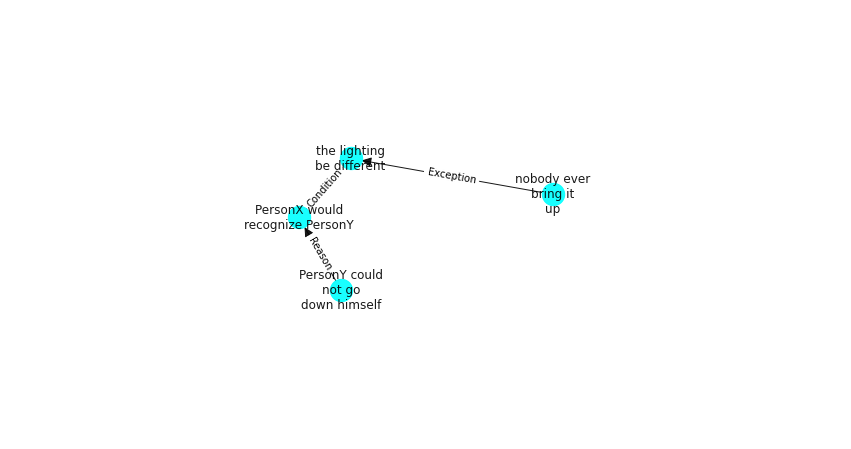 the lighting
be different
Condition
Exception
nobody ever
bring it
up
PersonX would
recognize PersonY
Reason
PersonY could
not go
down himself